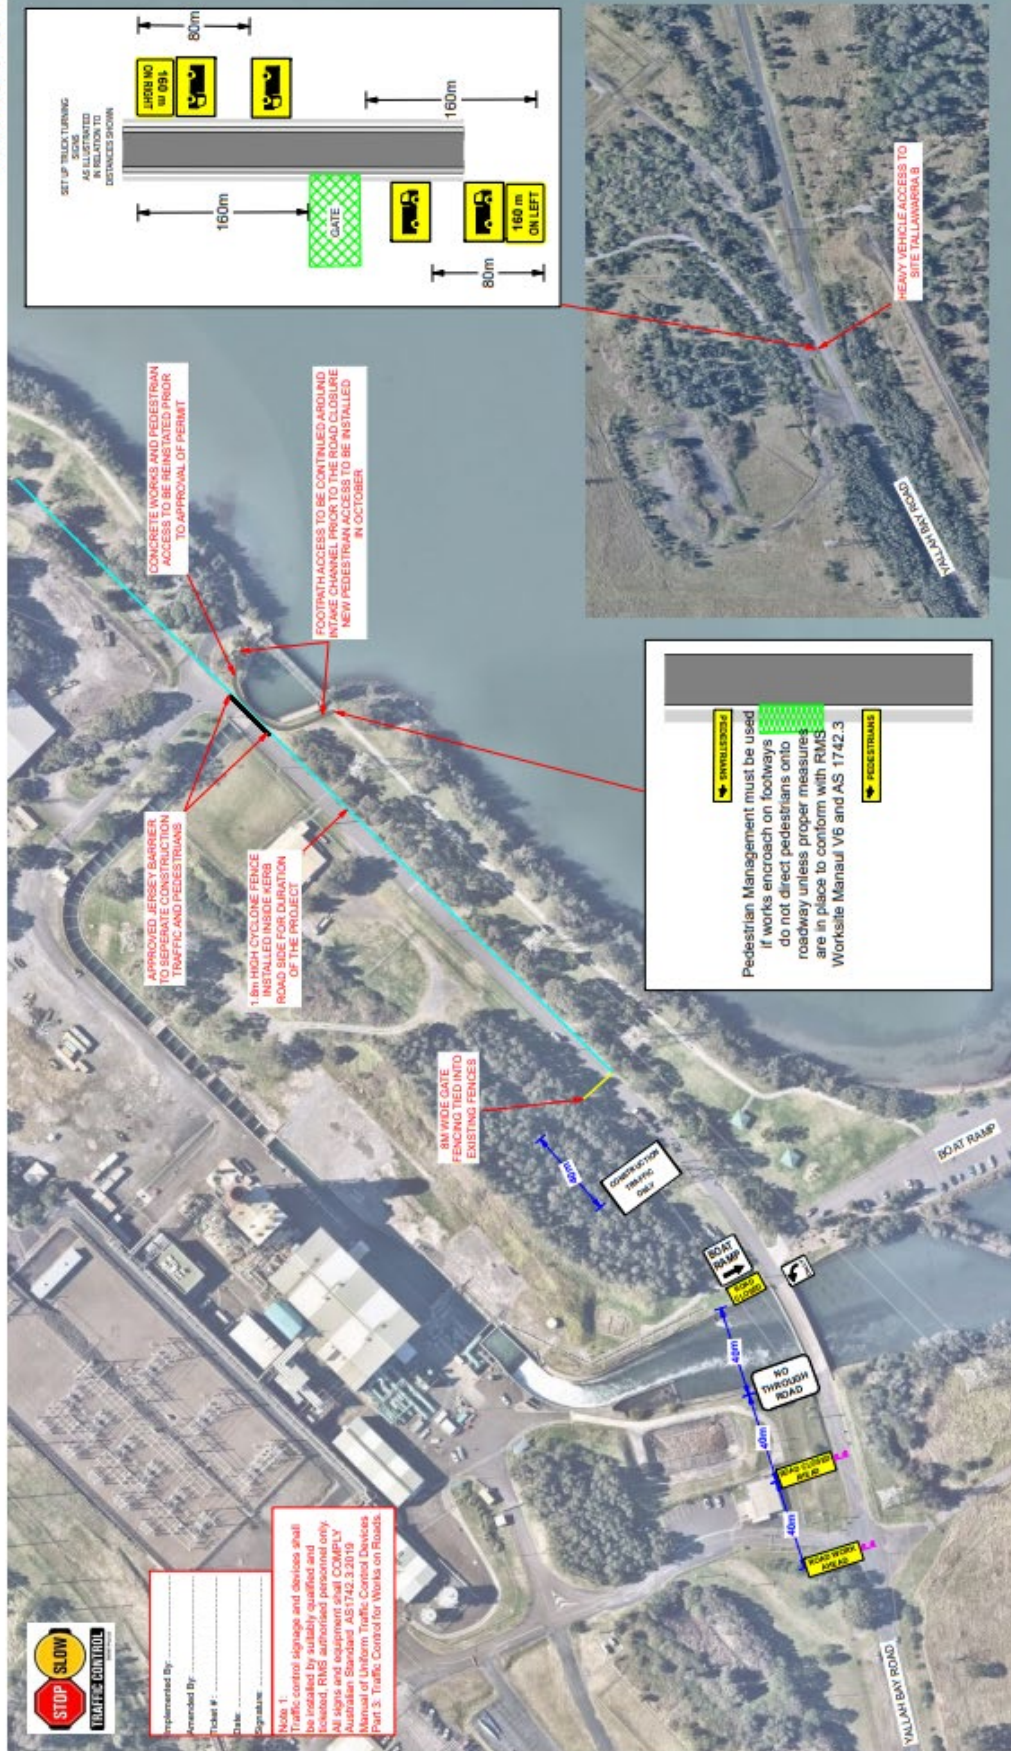 STOP
SLOW
TRAFFIC CONTROL
Implemented By:
Amended By:
Ticket #:
Date:
Signature:
Note 1:
Traffic control signage and devices shall
be installed by suitably qualified and
ticketed, RMS authorised personnel only.
All signs and equipment shall COMPLY
Australian Standard AS1742.3:2019
Manual of Uniform Traffic Control Devices
Part 3: Traffic Control for Works on Roads.
YALLAH BAY ROAD
ROAD WORK
AHEAD
40m
ROAD CLOSED
AHEAD
40m
NO
THROUGH
ROAD
40m
BOAT
RAMP
ROAD
CLOSED
CONSTRUCTION
TRAFFIC
ONLY
BOAT RAMP
8M WIDE GATE
FENCING TIED INTO
EXISTING FENCES
1.8m HIGH CYCLONE FENCE
INSTALLED INSIDE KERB
ROAD SIDE FOR DURATION
OF THE PROJECT
APPROVED JERSEY BARRIER
TO SEPERATE CONSTRUCTION
TRAFFIC AND PEDESTRIANS
CONCRETE WORKS AND PEDESTRIAN
ACCESS TO BE REINSTATED PRIOR
TO APPROVAL OF PERMIT
FOOTPATH ACCESS TO BE CONTINUED AROUND
INTAKE CHANNEL PRIOR TO THE ROAD CLOSURE
NEW PEDESTRIAN ACCESS TO BE INSTALLED
IN OCTOBER
Pedestrian Management must be used
if works encroach on footways
do not direct pedestrians onto
roadway unless proper measures
are in place to conform with RMS
Worksite Manaul V6 and AS 1742.3
PEDESTRIANS
PEDESTRIANS
YALLAH BAY ROAD
HEAVY VEHICLE ACCESS TO
SITE TALLAWARRA B
SET UP TRUCK TURNING
SIGNS
AS ILLUSTRATED
IN RELATION TO
DISTANCES SHOWN
160 m
ON RIGHT
80m
160m
GATE
160m
160 m
ON LEFT
80m